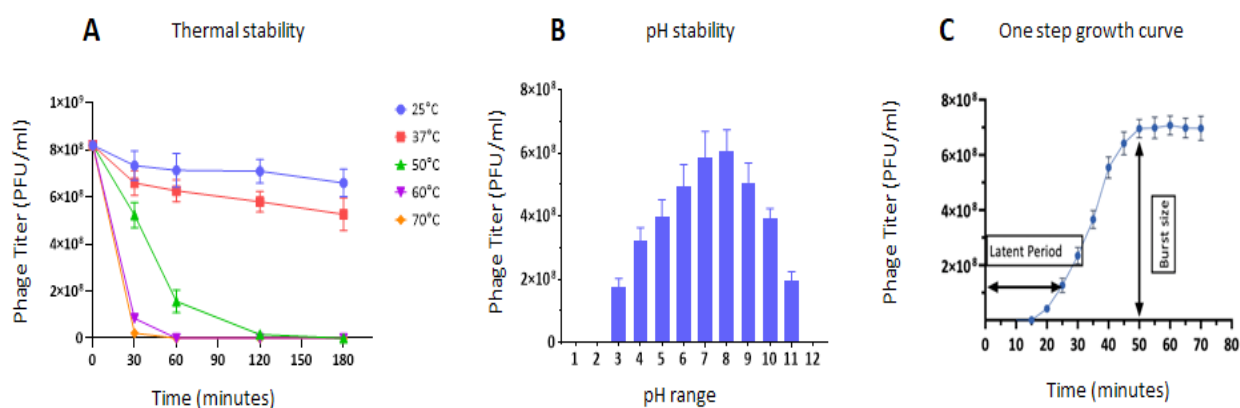 A Thermal stability
Phage Titer (PFU/ml)
1×10⁹
8×10⁸
6×10⁸
4×10⁸
2×10⁸
0
0 30 60 120 180
Time (minutes)
25°C
37°C
50°C
60°C
70°C
B pH stability
Phage Titer (PFU/ml)
8×10⁸
6×10⁸
4×10⁸
2×10⁸
0
1 2 3 4 5 6 7 8 9 10 11 12
pH range
C One step growth curve
Phage Titer (PFU/ml)
8×10⁸
6×10⁸
4×10⁸
2×10⁸
Latent Period
Burst size
0 10 20 30 40 50 60 70 80
Time (minutes)